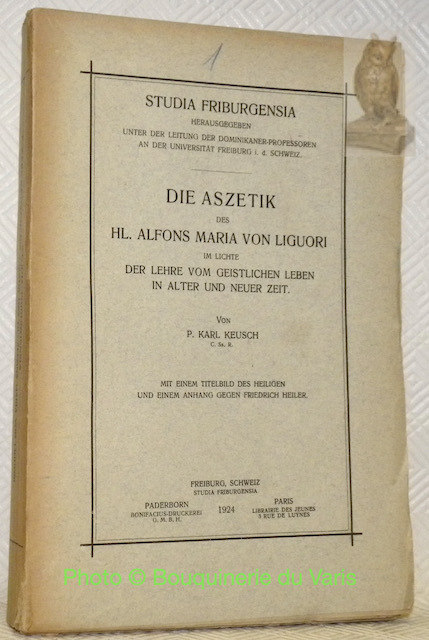 1
STUDIA FRIBURGENSIA
HERAUSGEGEBEN
UNTER DER LEITUNG DER DOMINIKANER-PROFESSOREN
AN DER UNIVERSITÄT FREIBURG i. d. SCHWEIZ.
DIE ASZETIK
DES
HL. ALFONS MARIA VON LIGUORI
IM LICHTE
DER LEHRE VOM GEISTLICHEN LEBEN
IN ALTER UND NEUER ZEIT.
VON
P. KARL KEUSCH
C. Ss. R.
MIT EINEM TITELBILD DES HEILIGEN
UND EINEM ANHANG GEGEN FRIEDRICH HEILER.
FREIBURG, SCHWEIZ
STUDIA FRIBURGENSIA
PADERBORN
BONIFACIUS-DRUCKEREI
G. M. B. H.
1924
PARIS
LIBRAIRIE DES JEUNES
3 RUE DE LUYNES
Photo © Bouquinerie du Varis